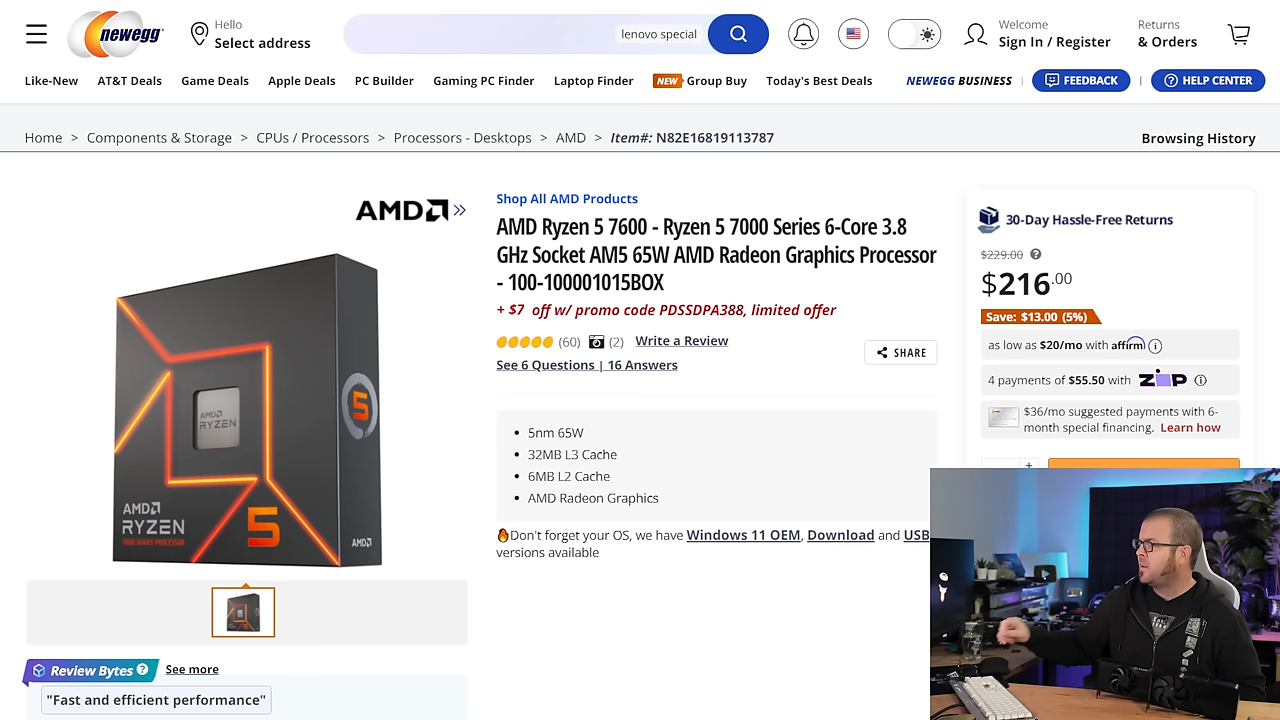 Hello
Select address
newegg
lenovo special
Welcome
Sign In / Register
Returns
& Orders
Like-New
AT&T Deals
Game Deals
Apple Deals
PC Builder
Gaming PC Finder
Laptop Finder
NEW Group Buy
Today's Best Deals
NEWEGG BUSINESS
FEEDBACK
HELP CENTER
Home > Components & Storage > CPUs / Processors > Processors - Desktops > AMD > Item#: N82E16819113787
Browsing History
AMD
Shop All AMD Products
AMD Ryzen 5 7600 - Ryzen 5 7000 Series 6-Core 3.8
GHz Socket AM5 65W AMD Radeon Graphics Processor
- 100-100001015BOX
+ $7 off w/ promo code PDSSDPA388, limited offer
(60) (2) Write a Review
See 6 Questions | 16 Answers
SHARE
5nm 65W
32MB L3 Cache
6MB L2 Cache
AMD Radeon Graphics
Don't forget your OS, we have Windows 11 OEM, Download and USB
versions available
30-Day Hassle-Free Returns
$229.00
$216.00
Save: $13.00 (5%)
as low as $20/mo with affirm
4 payments of $55.50 with ZIP
$36/mo suggested payments with 6-
month special financing. Learn how
AMD
RYZEN
5
AMD
RYZEN
7000 SERIES PROCESSOR
5
AMD
Review Bytes
See more
"Fast and efficient performance"